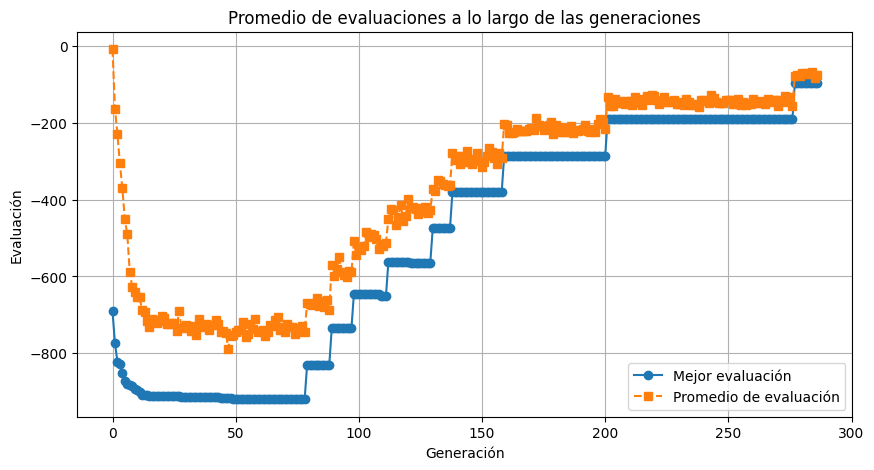 Promedio de evaluaciones a lo largo de las generaciones
Evaluación
0
−200
−400
−600
−800
0
50
100
150
200
250
300
Generación
Mejor evaluación
Promedio de evaluación